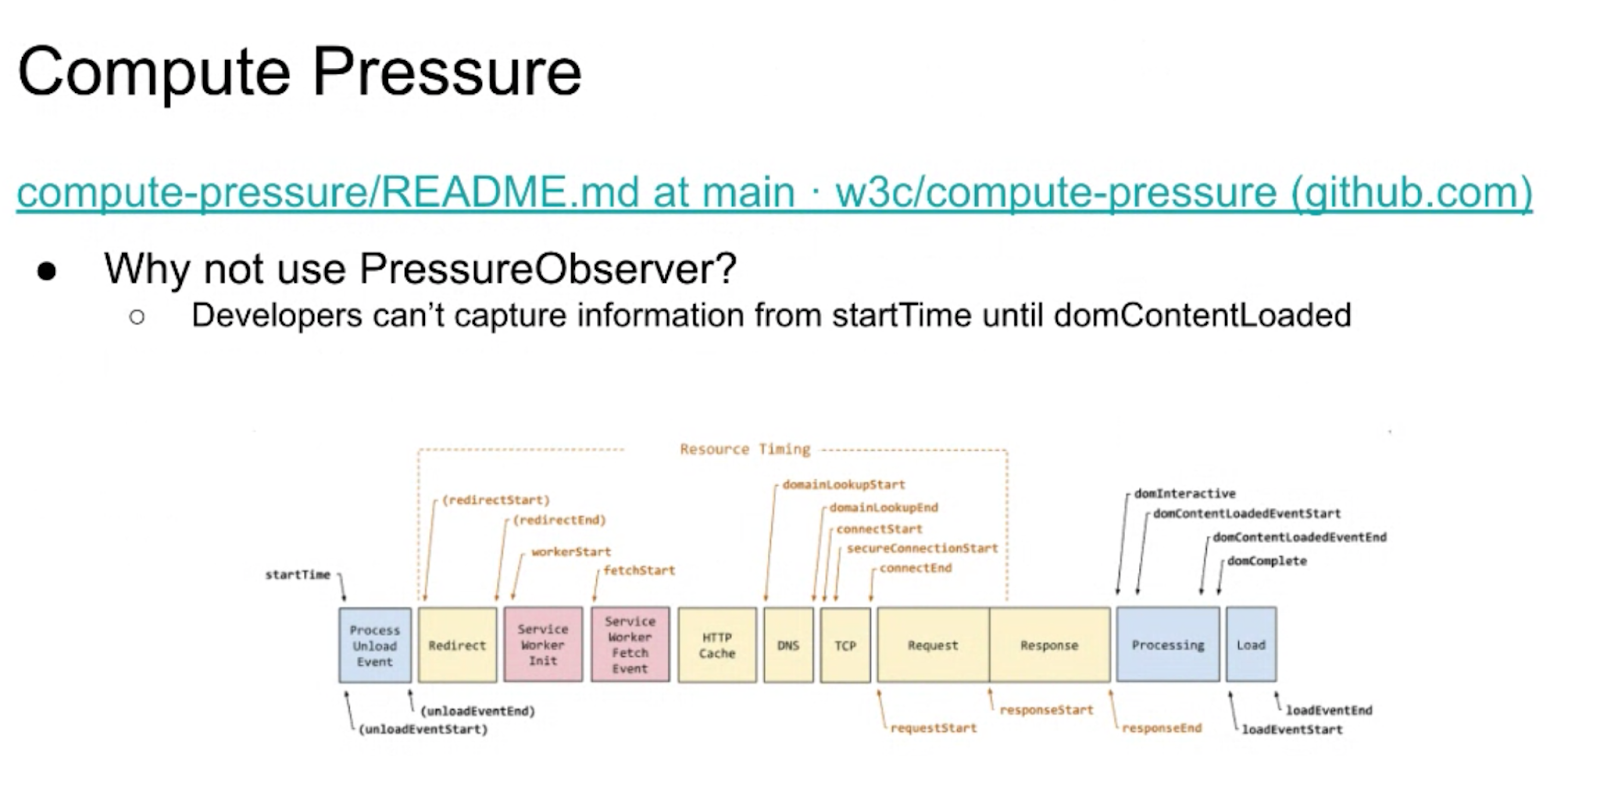 Compute Pressure
compute-pressure/README.md at main · w3c/compute-pressure (github.com)
● Why not use PressureObserver?
○ Developers can’t capture information from startTime until domContentLoaded
Resource Timing
domainLookupStart
(redirectStart)
domInteractive
domainLookupEnd
domContentLoadedEventStart
(redirectEnd)
connectStart
domContentLoadedEventEnd
workerStart
secureConnectionStart
domComplete
fetchStart
connectEnd
startTime
Process
Unload
Event
Redirect
Service
Worker
Init
Service
Worker
Fetch
Event
HTTP
Cache
DNS
TCP
Request
Response
Processing
Load
(unloadEventEnd)
(unloadEventStart)
responseStart
requestStart
responseEnd
loadEventEnd
loadEventStart